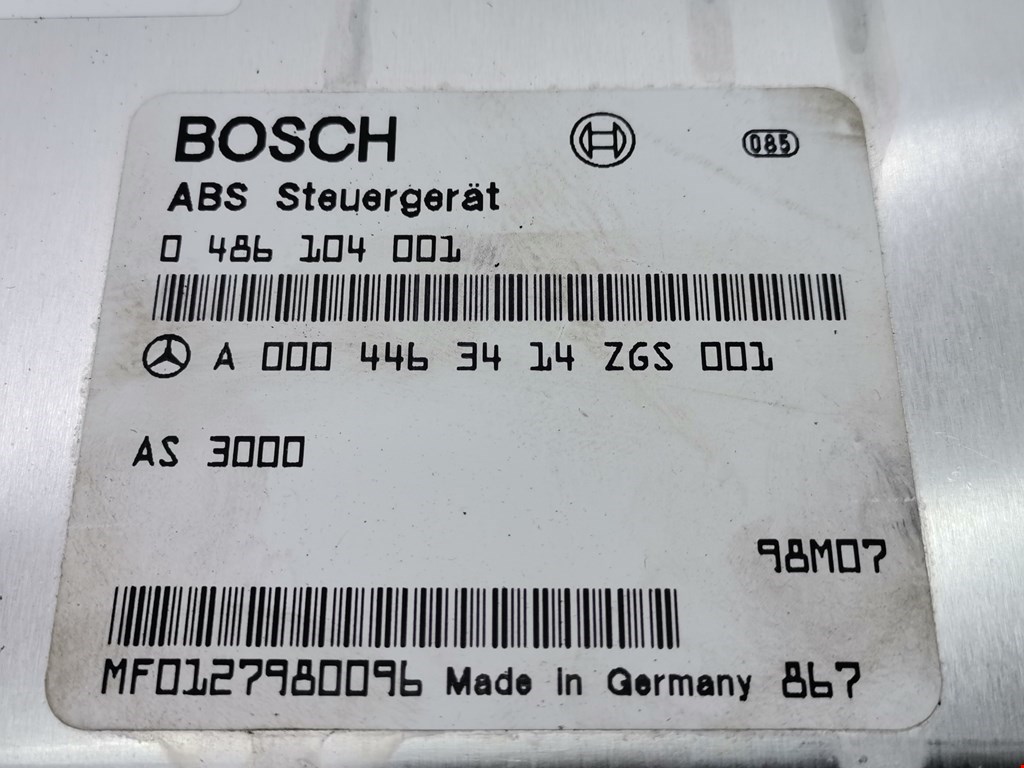 BOSCH 085
ABS Steuergerät
0 486 104 001
A 000 446 34 14 ZGS 001
AS 3000
98M07
MF0127980096 Made in Germany 867